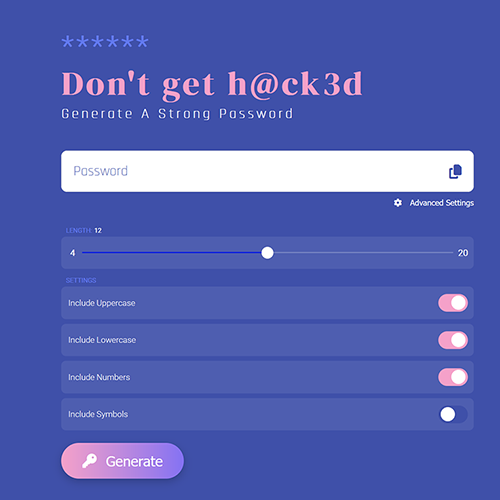 ******
Don't get h@ck3d
Generate A Strong Password
Password
Advanced Settings
LENGTH: 12
4 20
SETTINGS
Include Uppercase
Include Lowercase
Include Numbers
Include Symbols
Generate